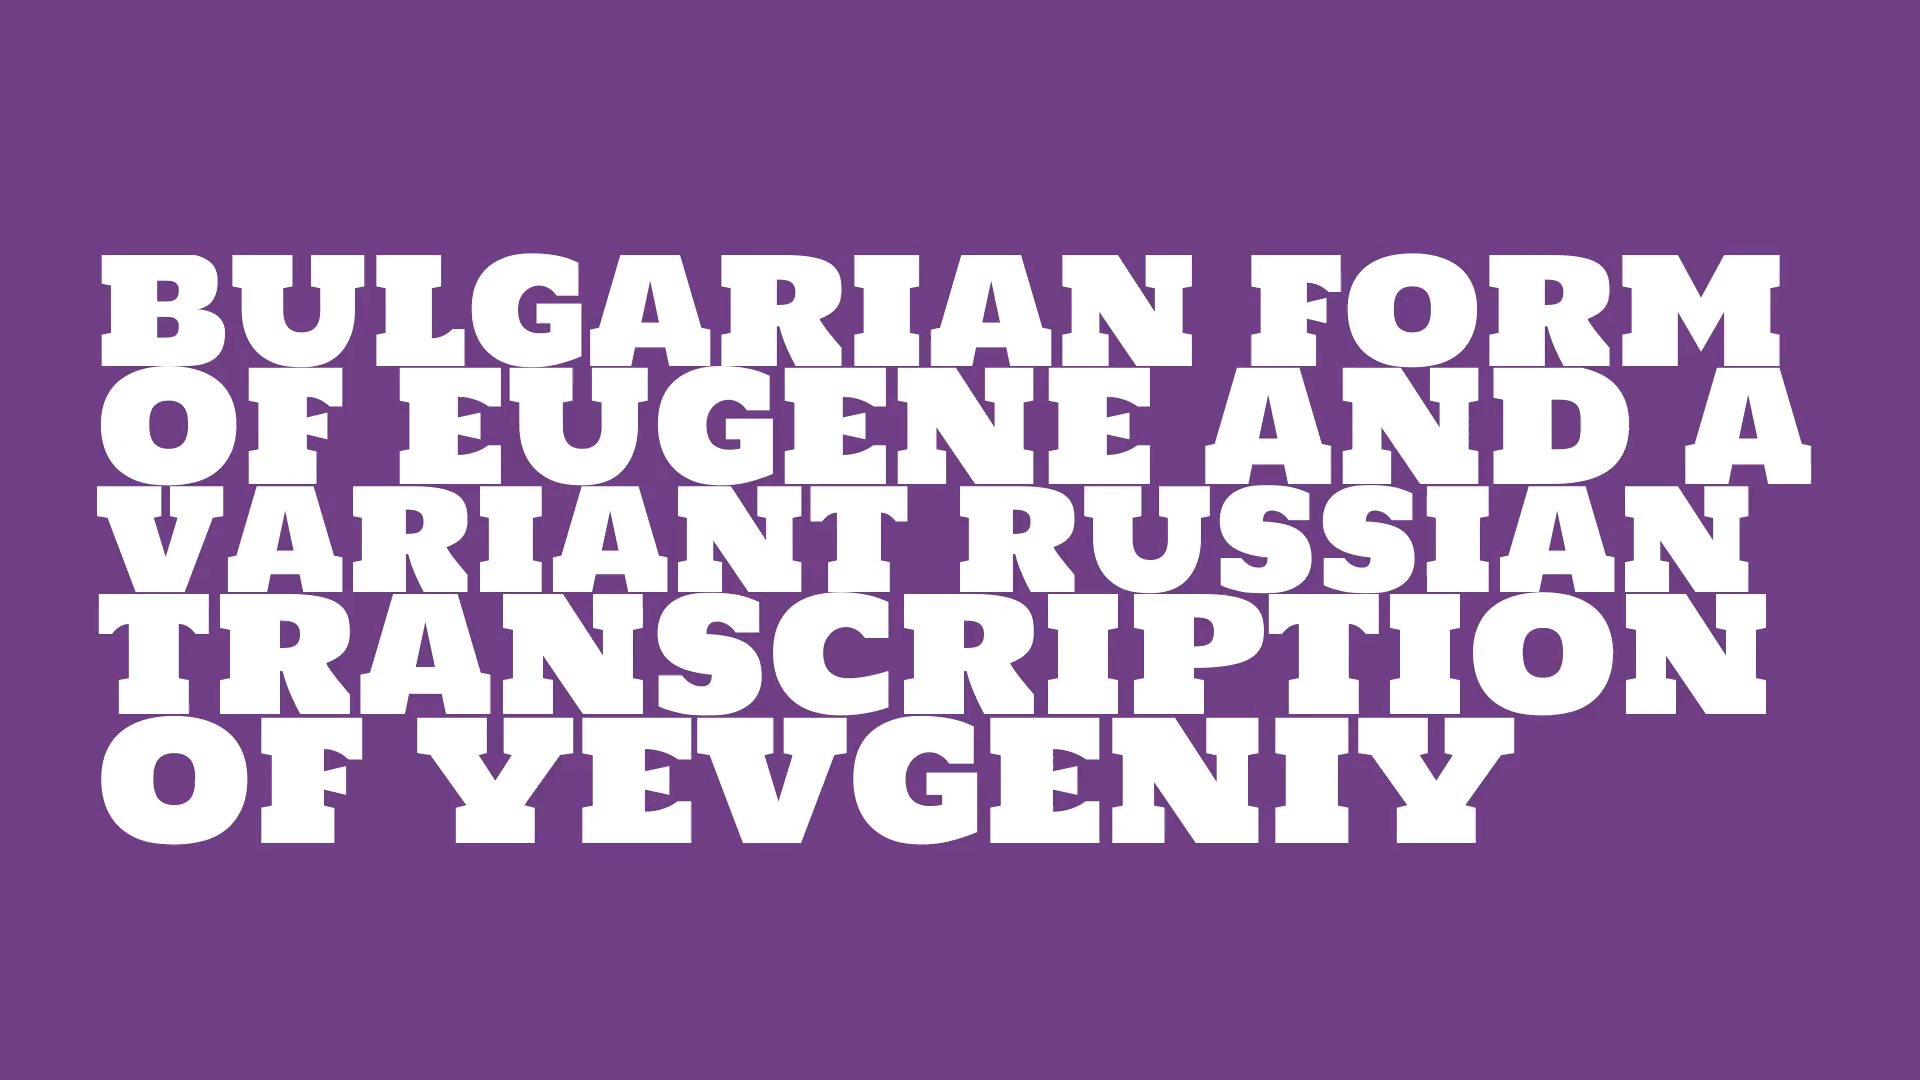 BULGARIAN FORM
OF EUGENE AND A
VARIANT RUSSIAN
TRANSCRIPTION
OF YEVGENIY